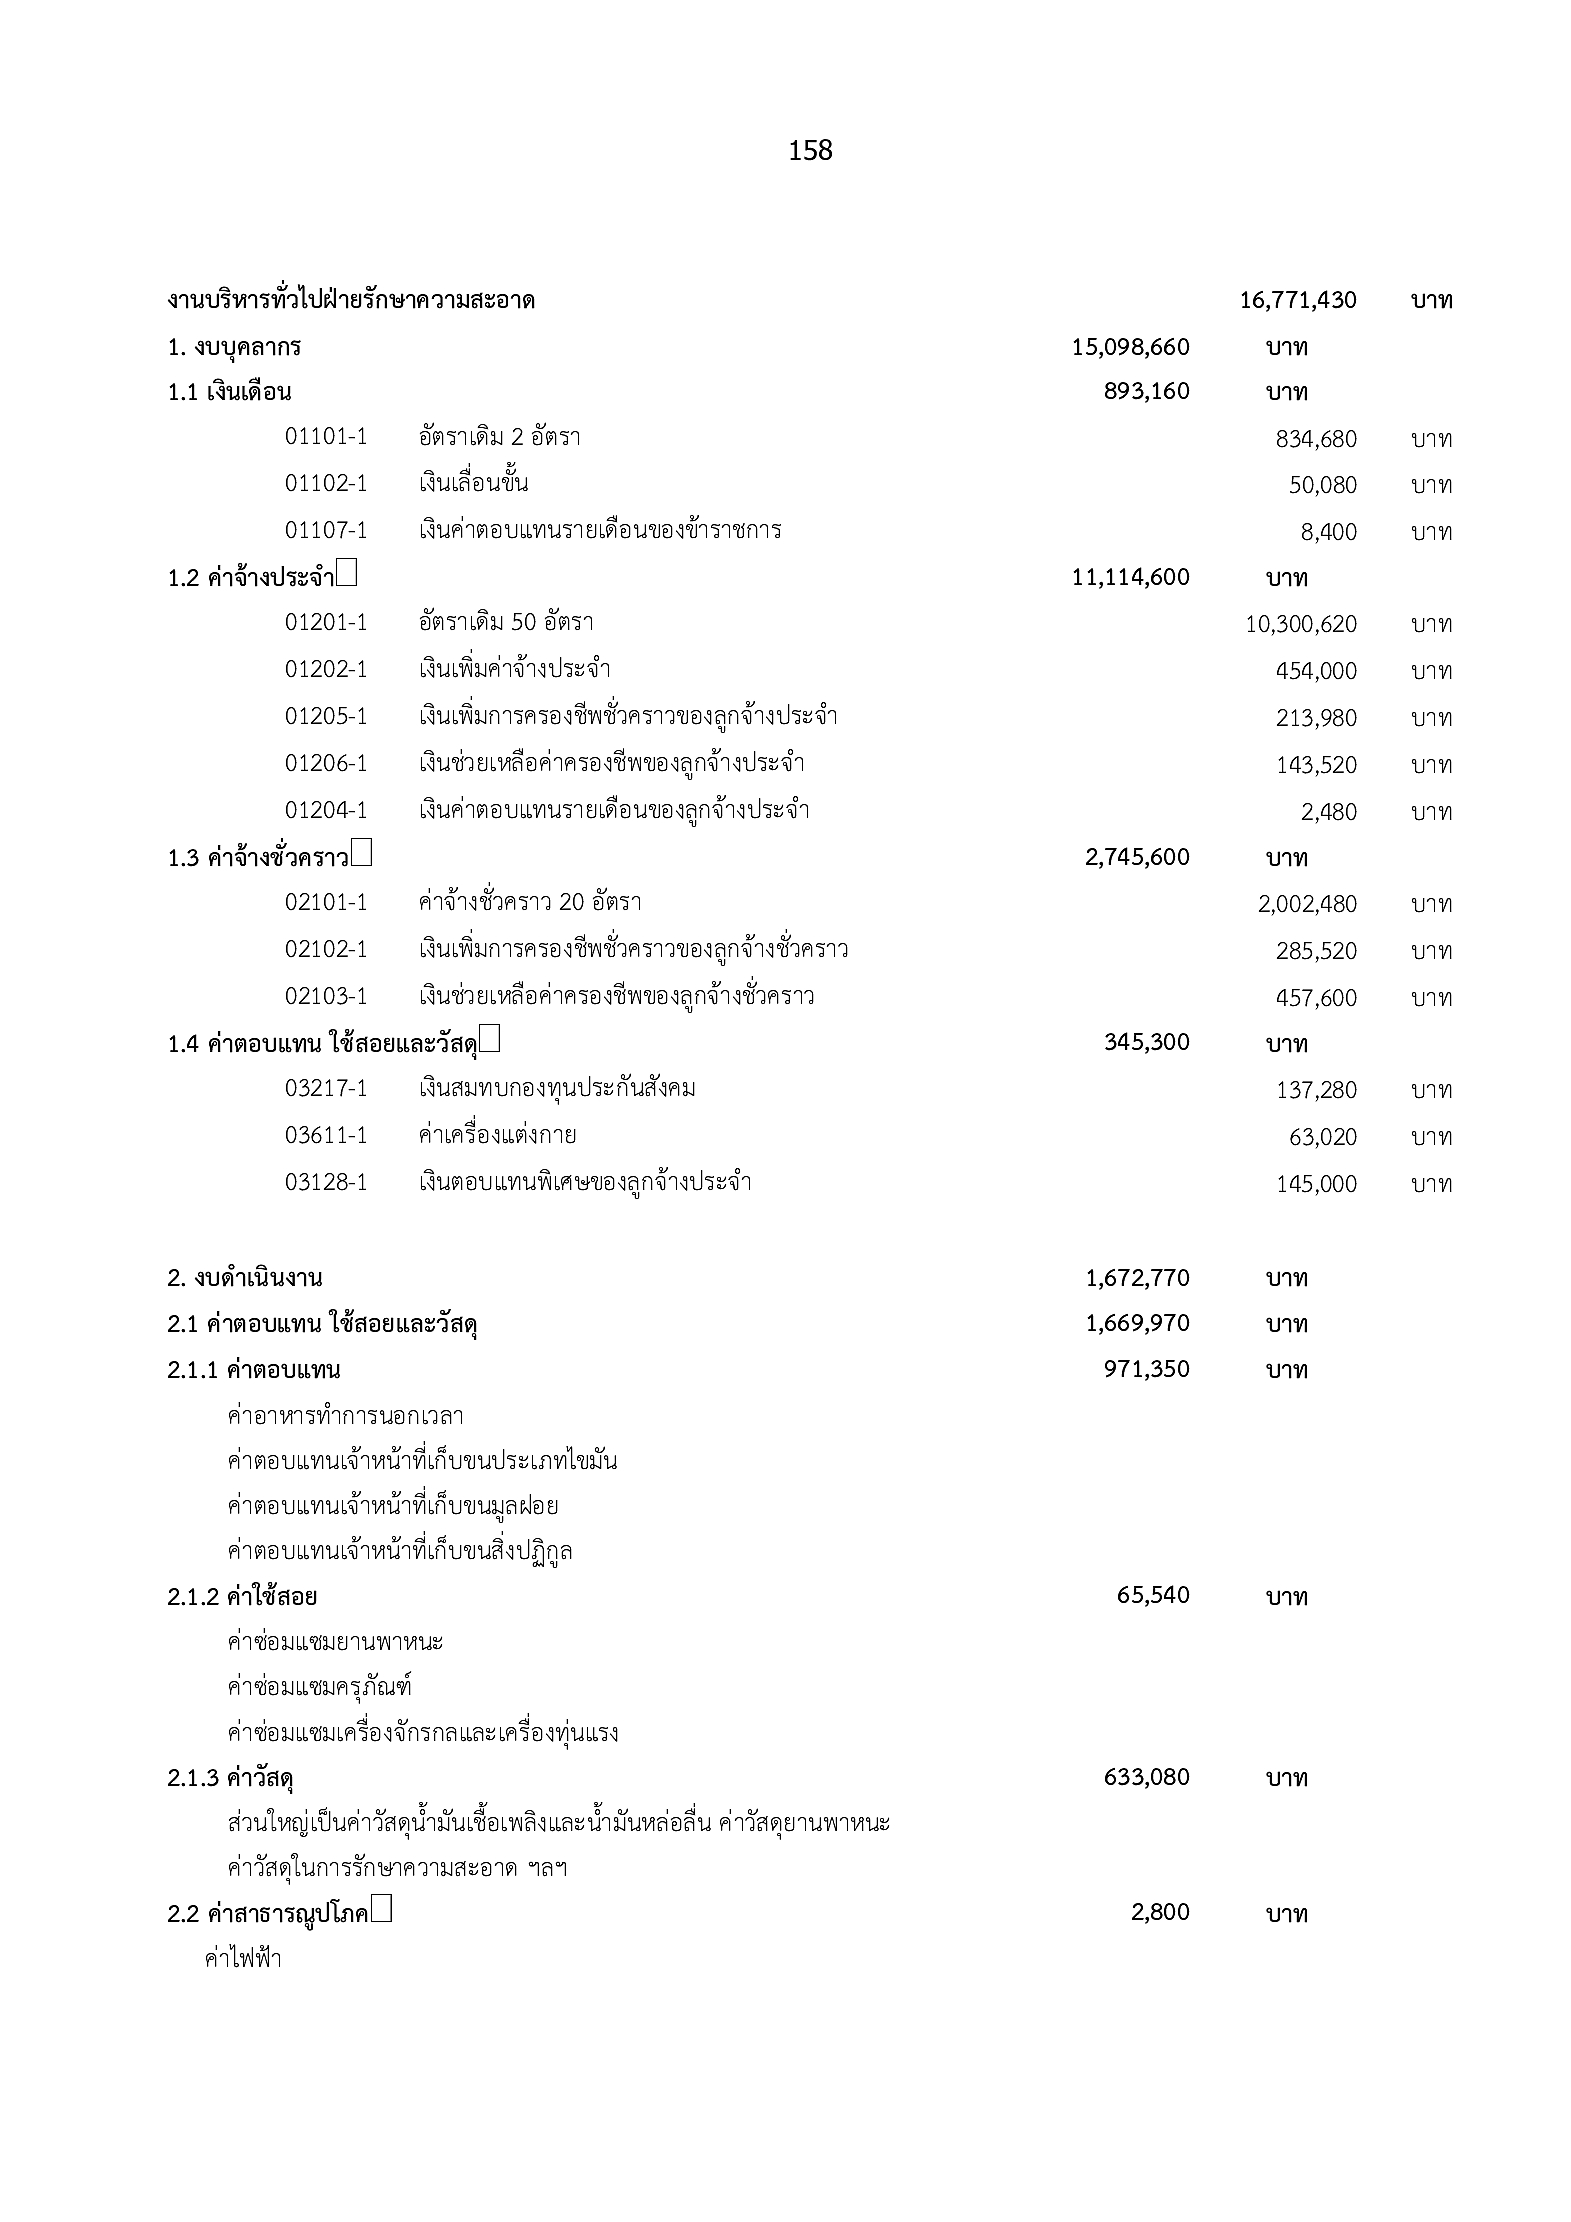 158
งานบริหารทั่วไปฝ่ายรักษาความสะอาด 16,771,430 บาท
1. งบบุคลากร 15,098,660 บาท
1.1 เงินเดือน 893,160 บาท
01101-1 อัตราเดิม 2 อัตรา 834,680 บาท
01102-1 เงินเลื่อนขั้น 50,080 บาท
01107-1 เงินค่าตอบแทนรายเดือนของข้าราชการ 8,400 บาท
1.2 ค่าจ้างประจำ 11,114,600 บาท
01201-1 อัตราเดิม 50 อัตรา 10,300,620 บาท
01202-1 เงินเพิ่มค่าจ้างประจำ 454,000 บาท
01205-1 เงินเพิ่มการครองชีพชั่วคราวของลูกจ้างประจำ 213,980 บาท
01206-1 เงินช่วยเหลือค่าครองชีพของลูกจ้างประจำ 143,520 บาท
01204-1 เงินค่าตอบแทนรายเดือนของลูกจ้างประจำ 2,480 บาท
1.3 ค่าจ้างชั่วคราว 2,745,600 บาท
02101-1 ค่าจ้างชั่วคราว 20 อัตรา 2,002,480 บาท
02102-1 เงินเพิ่มการครองชีพชั่วคราวของลูกจ้างชั่วคราว 285,520 บาท
02103-1 เงินช่วยเหลือค่าครองชีพของลูกจ้างชั่วคราว 457,600 บาท
1.4 ค่าตอบแทน ใช้สอยและวัสดุ 345,300 บาท
03217-1 เงินสมทบกองทุนประกันสังคม 137,280 บาท
03611-1 ค่าเครื่องแต่งกาย 63,020 บาท
03128-1 เงินตอบแทนพิเศษของลูกจ้างประจำ 145,000 บาท
2. งบดำเนินงาน 1,672,770 บาท
2.1 ค่าตอบแทน ใช้สอยและวัสดุ 1,669,970 บาท
2.1.1 ค่าตอบแทน 971,350 บาท
ค่าอาหารทำการนอกเวลา
ค่าตอบแทนเจ้าหน้าที่เก็บขนประเภทไขมัน
ค่าตอบแทนเจ้าหน้าที่เก็บขนมูลฝอย
ค่าตอบแทนเจ้าหน้าที่เก็บขนสิ่งปฏิกูล
2.1.2 ค่าใช้สอย 65,540 บาท
ค่าซ่อมแซมยานพาหนะ
ค่าซ่อมแซมครุภัณฑ์
ค่าซ่อมแซมเครื่องจักรกลและเครื่องทุ่นแรง
2.1.3 ค่าวัสดุ 633,080 บาท
ส่วนใหญ่เป็นค่าวัสดุน้ำมันเชื้อเพลิงและน้ำมันหล่อลื่น ค่าวัสดุยานพาหนะ
ค่าวัสดุในการรักษาความสะอาด ฯลฯ
2.2 ค่าสาธารณูปโภค 2,800 บาท
ค่าไฟฟ้า